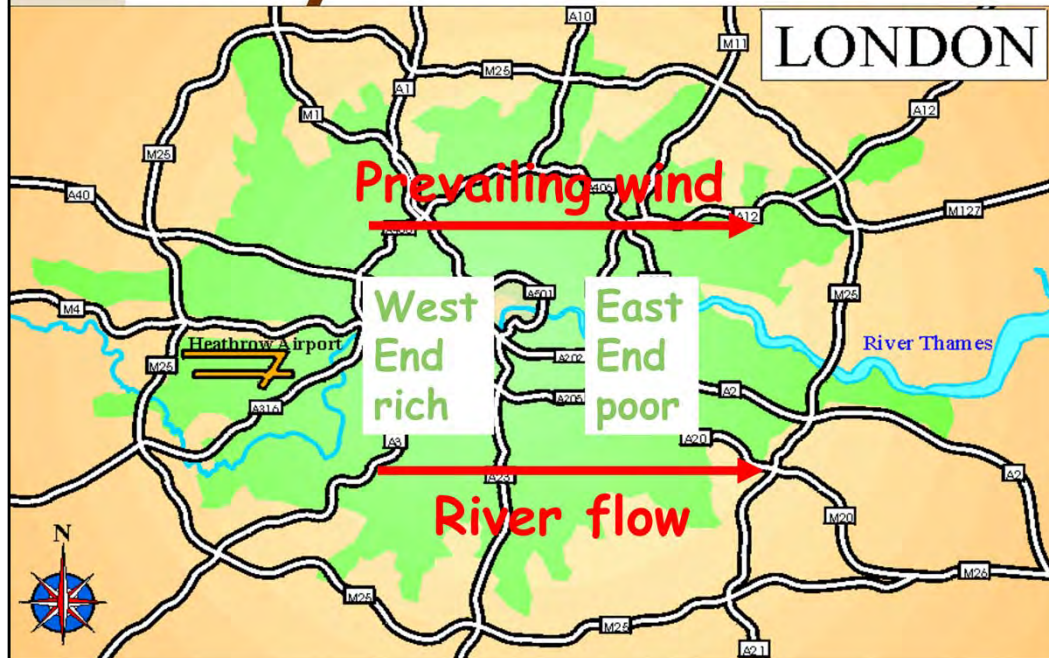 LONDON
A10
M11
M25
A1
M1
A12
M25
A40
Prevailing wind
A406
A12
M127
West
End
rich
East
End
poor
A501
M25
M4
Heathrow Airport
River Thames
A202
M25
A316
A205
A2
A3
A20
A23
A2
River flow
M20
N
M26
M25
M25
A21